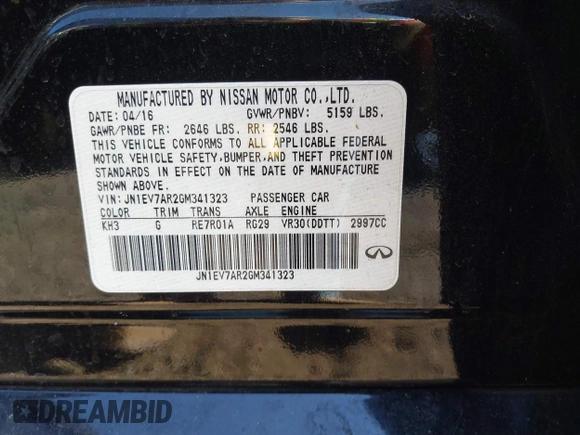 MANUFACTURED BY NISSAN MOTOR CO.,LTD.
DATE: 04/16 GVWR/PNBV: 5159 LBS.
GAWR/PNBE FR: 2646 LBS. RR: 2546 LBS.
THIS VEHICLE CONFORMS TO ALL APPLICABLE FEDERAL
MOTOR VEHICLE SAFETY,BUMPER,AND THEFT PREVENTION
STANDARDS IN EFFECT ON THE DATE OF MANUFACTURE
SHOWN ABOVE.
VIN: JN1EV7AR2GM341323 PASSENGER CAR
COLOR TRIM TRANS AXLE ENGINE
KH3 G RE7R01A RG29 VR30(DDTT) 2997CC
JN1EV7AR2GM341323
DREAMBID